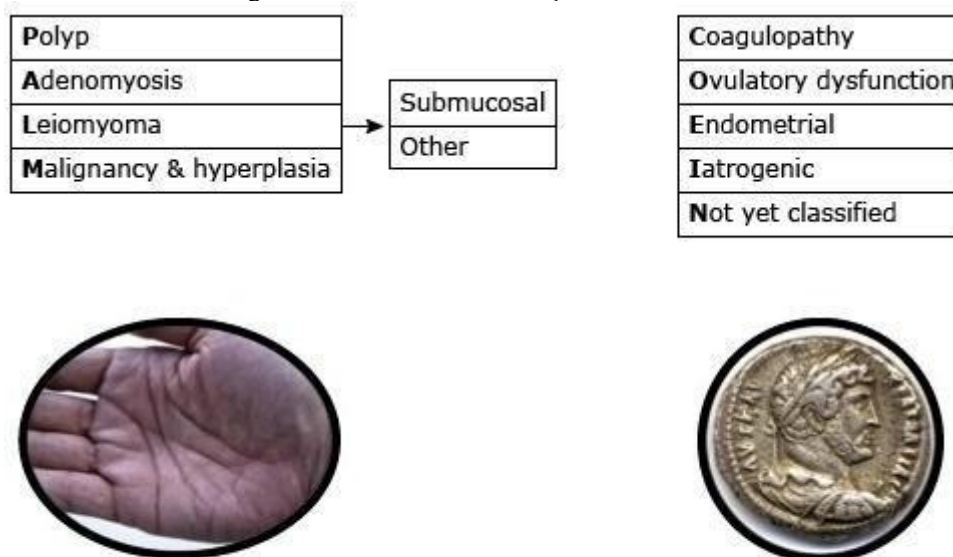 Polyp
Adenomyosis
Leiomyoma
Malignancy & hyperplasia
Submucosal
Other
Coagulopathy
Ovulatory dysfunction
Endometrial
Iatrogenic
Not yet classified